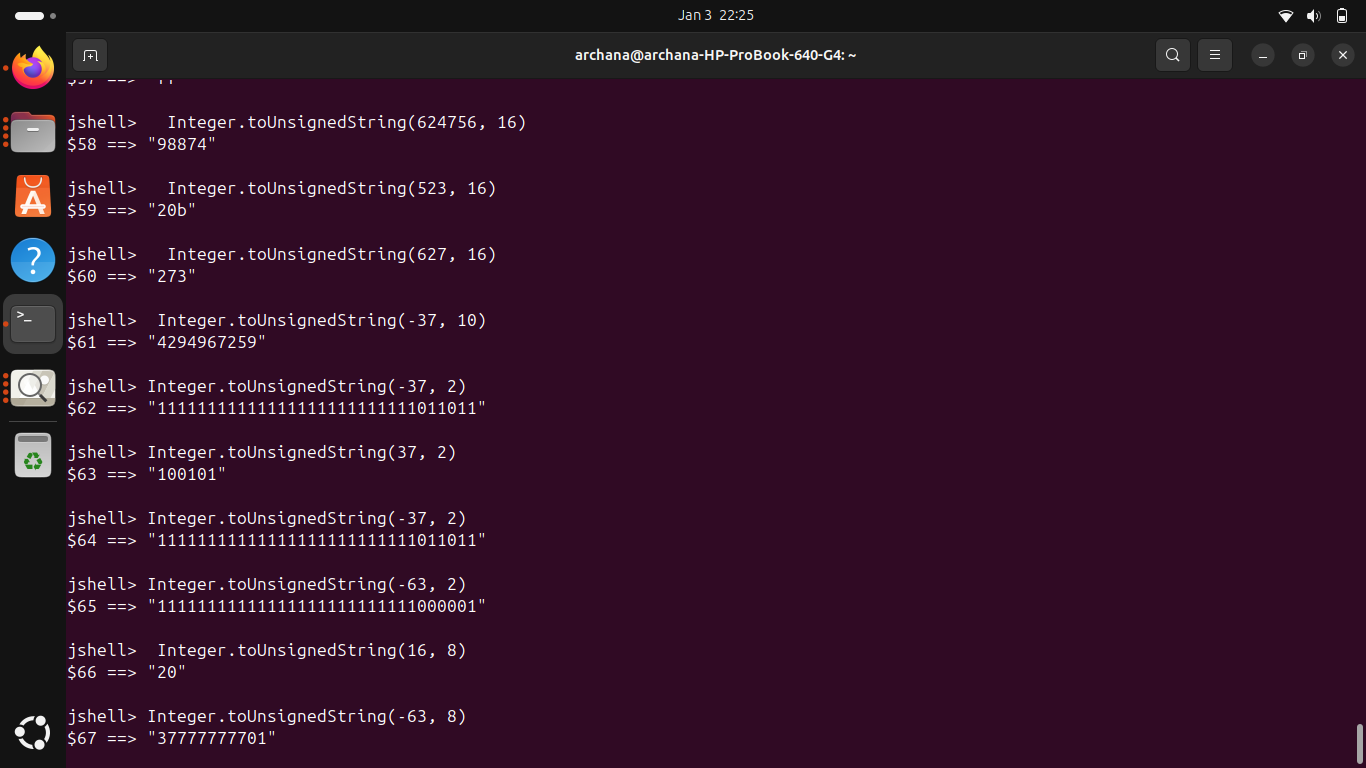 Jan 3 22:25
archana@archana-HP-ProBook-640-G4: ~
jshell>   Integer.toUnsignedString(624756, 16)
$58 ==> "98874"
jshell>   Integer.toUnsignedString(523, 16)
$59 ==> "20b"
jshell>   Integer.toUnsignedString(627, 16)
$60 ==> "273"
jshell>  Integer.toUnsignedString(-37, 10)
$61 ==> "4294967259"
jshell> Integer.toUnsignedString(-37, 2)
$62 ==> "11111111111111111111111111011011"
jshell> Integer.toUnsignedString(37, 2)
$63 ==> "100101"
jshell> Integer.toUnsignedString(-37, 2)
$64 ==> "11111111111111111111111111011011"
jshell> Integer.toUnsignedString(-63, 2)
$65 ==> "11111111111111111111111111000001"
jshell>  Integer.toUnsignedString(16, 8)
$66 ==> "20"
jshell> Integer.toUnsignedString(-63, 8)
$67 ==> "37777777701"